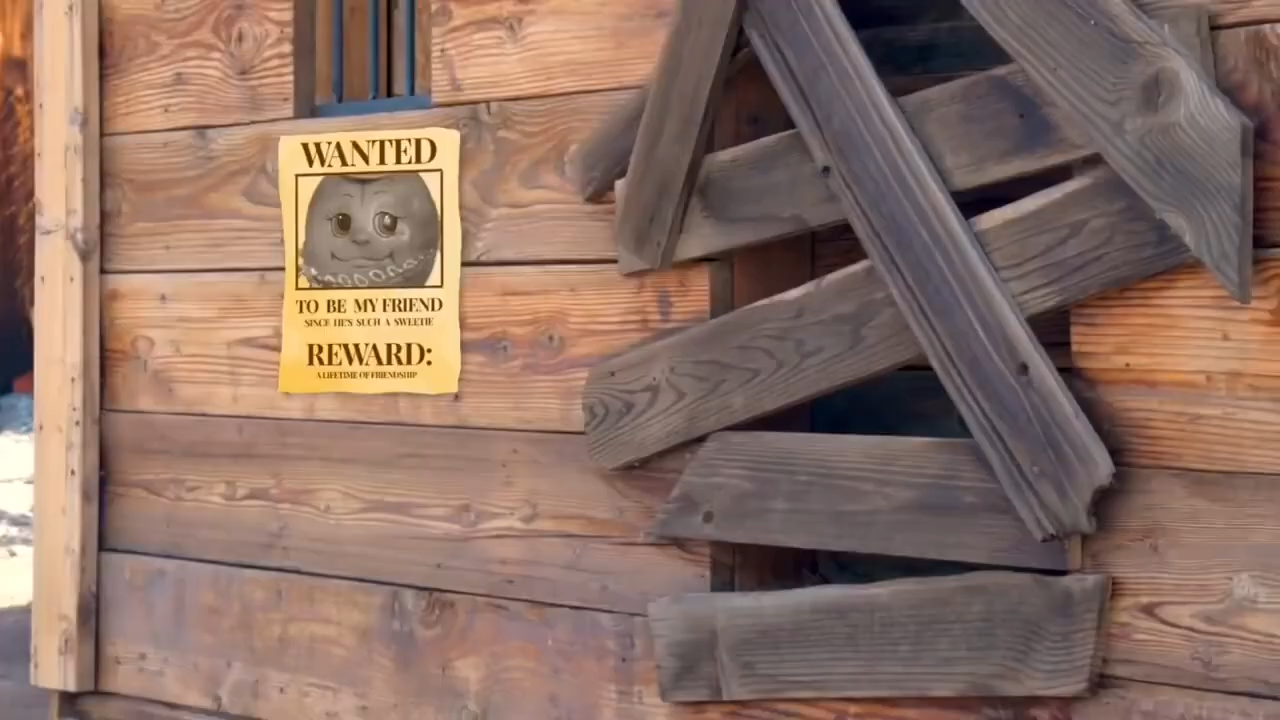 WANTED
TO BE MY FRIEND
SINCE HE'S SUCH A SWEETIE
REWARD:
A LIFETIME OF FRIENDSHIP